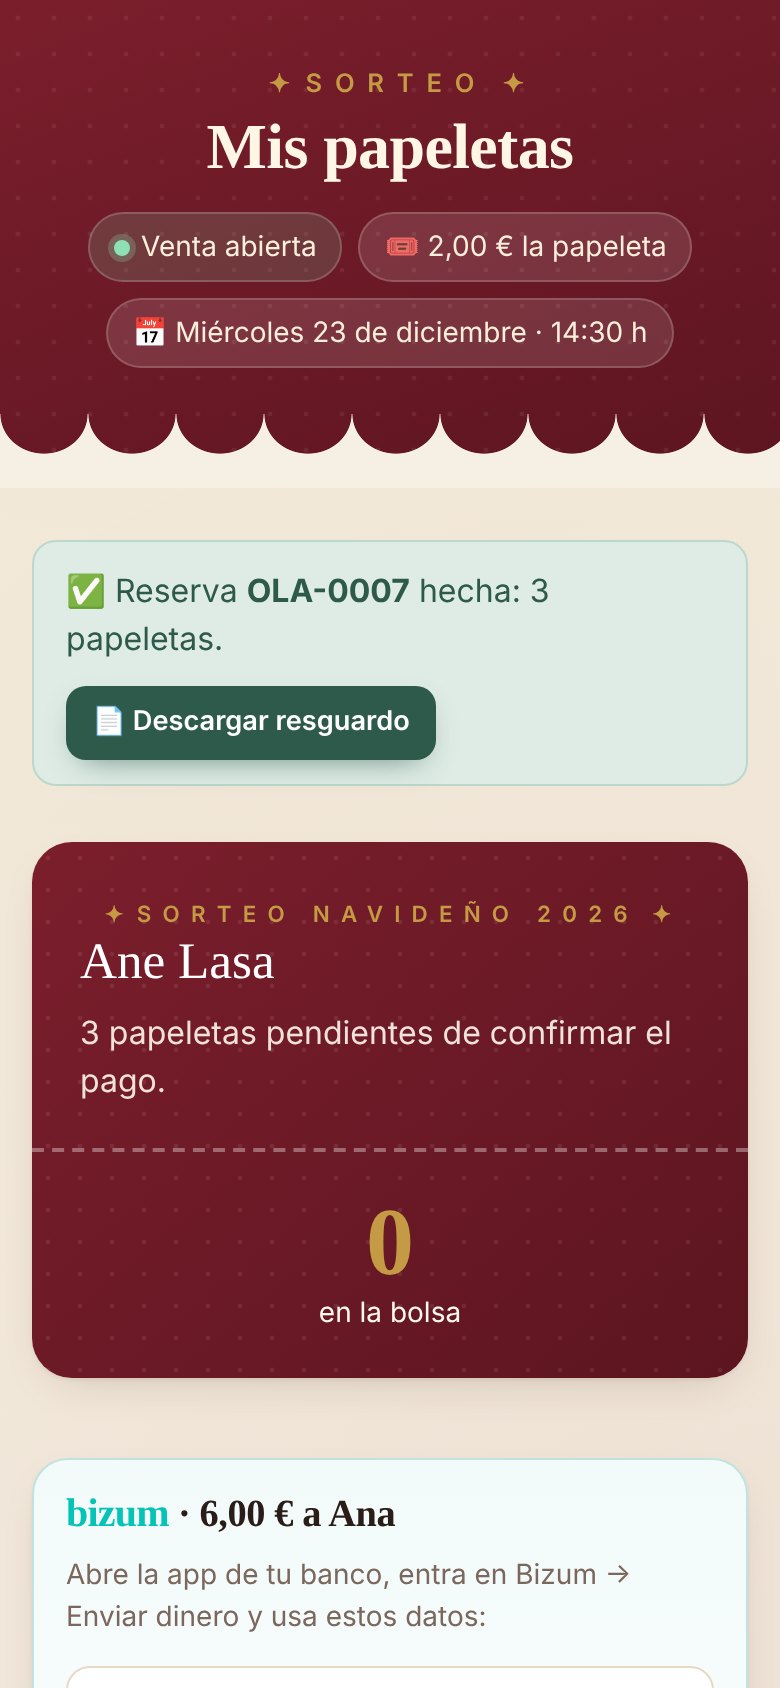 ✦ SORTEO ✦
Mis papeletas
Venta abierta
🎟️ 2,00 € la papeleta
📅 Miércoles 23 de diciembre · 14:30 h
✅ Reserva OLA-0007 hecha: 3
papeletas.
📄 Descargar resguardo
✦ SORTEO NAVIDEÑO 2026 ✦
Ane Lasa
3 papeletas pendientes de confirmar el
pago.
0
en la bolsa
bizum · 6,00 € a Ana
Abre la app de tu banco, entra en Bizum →
Enviar dinero y usa estos datos: